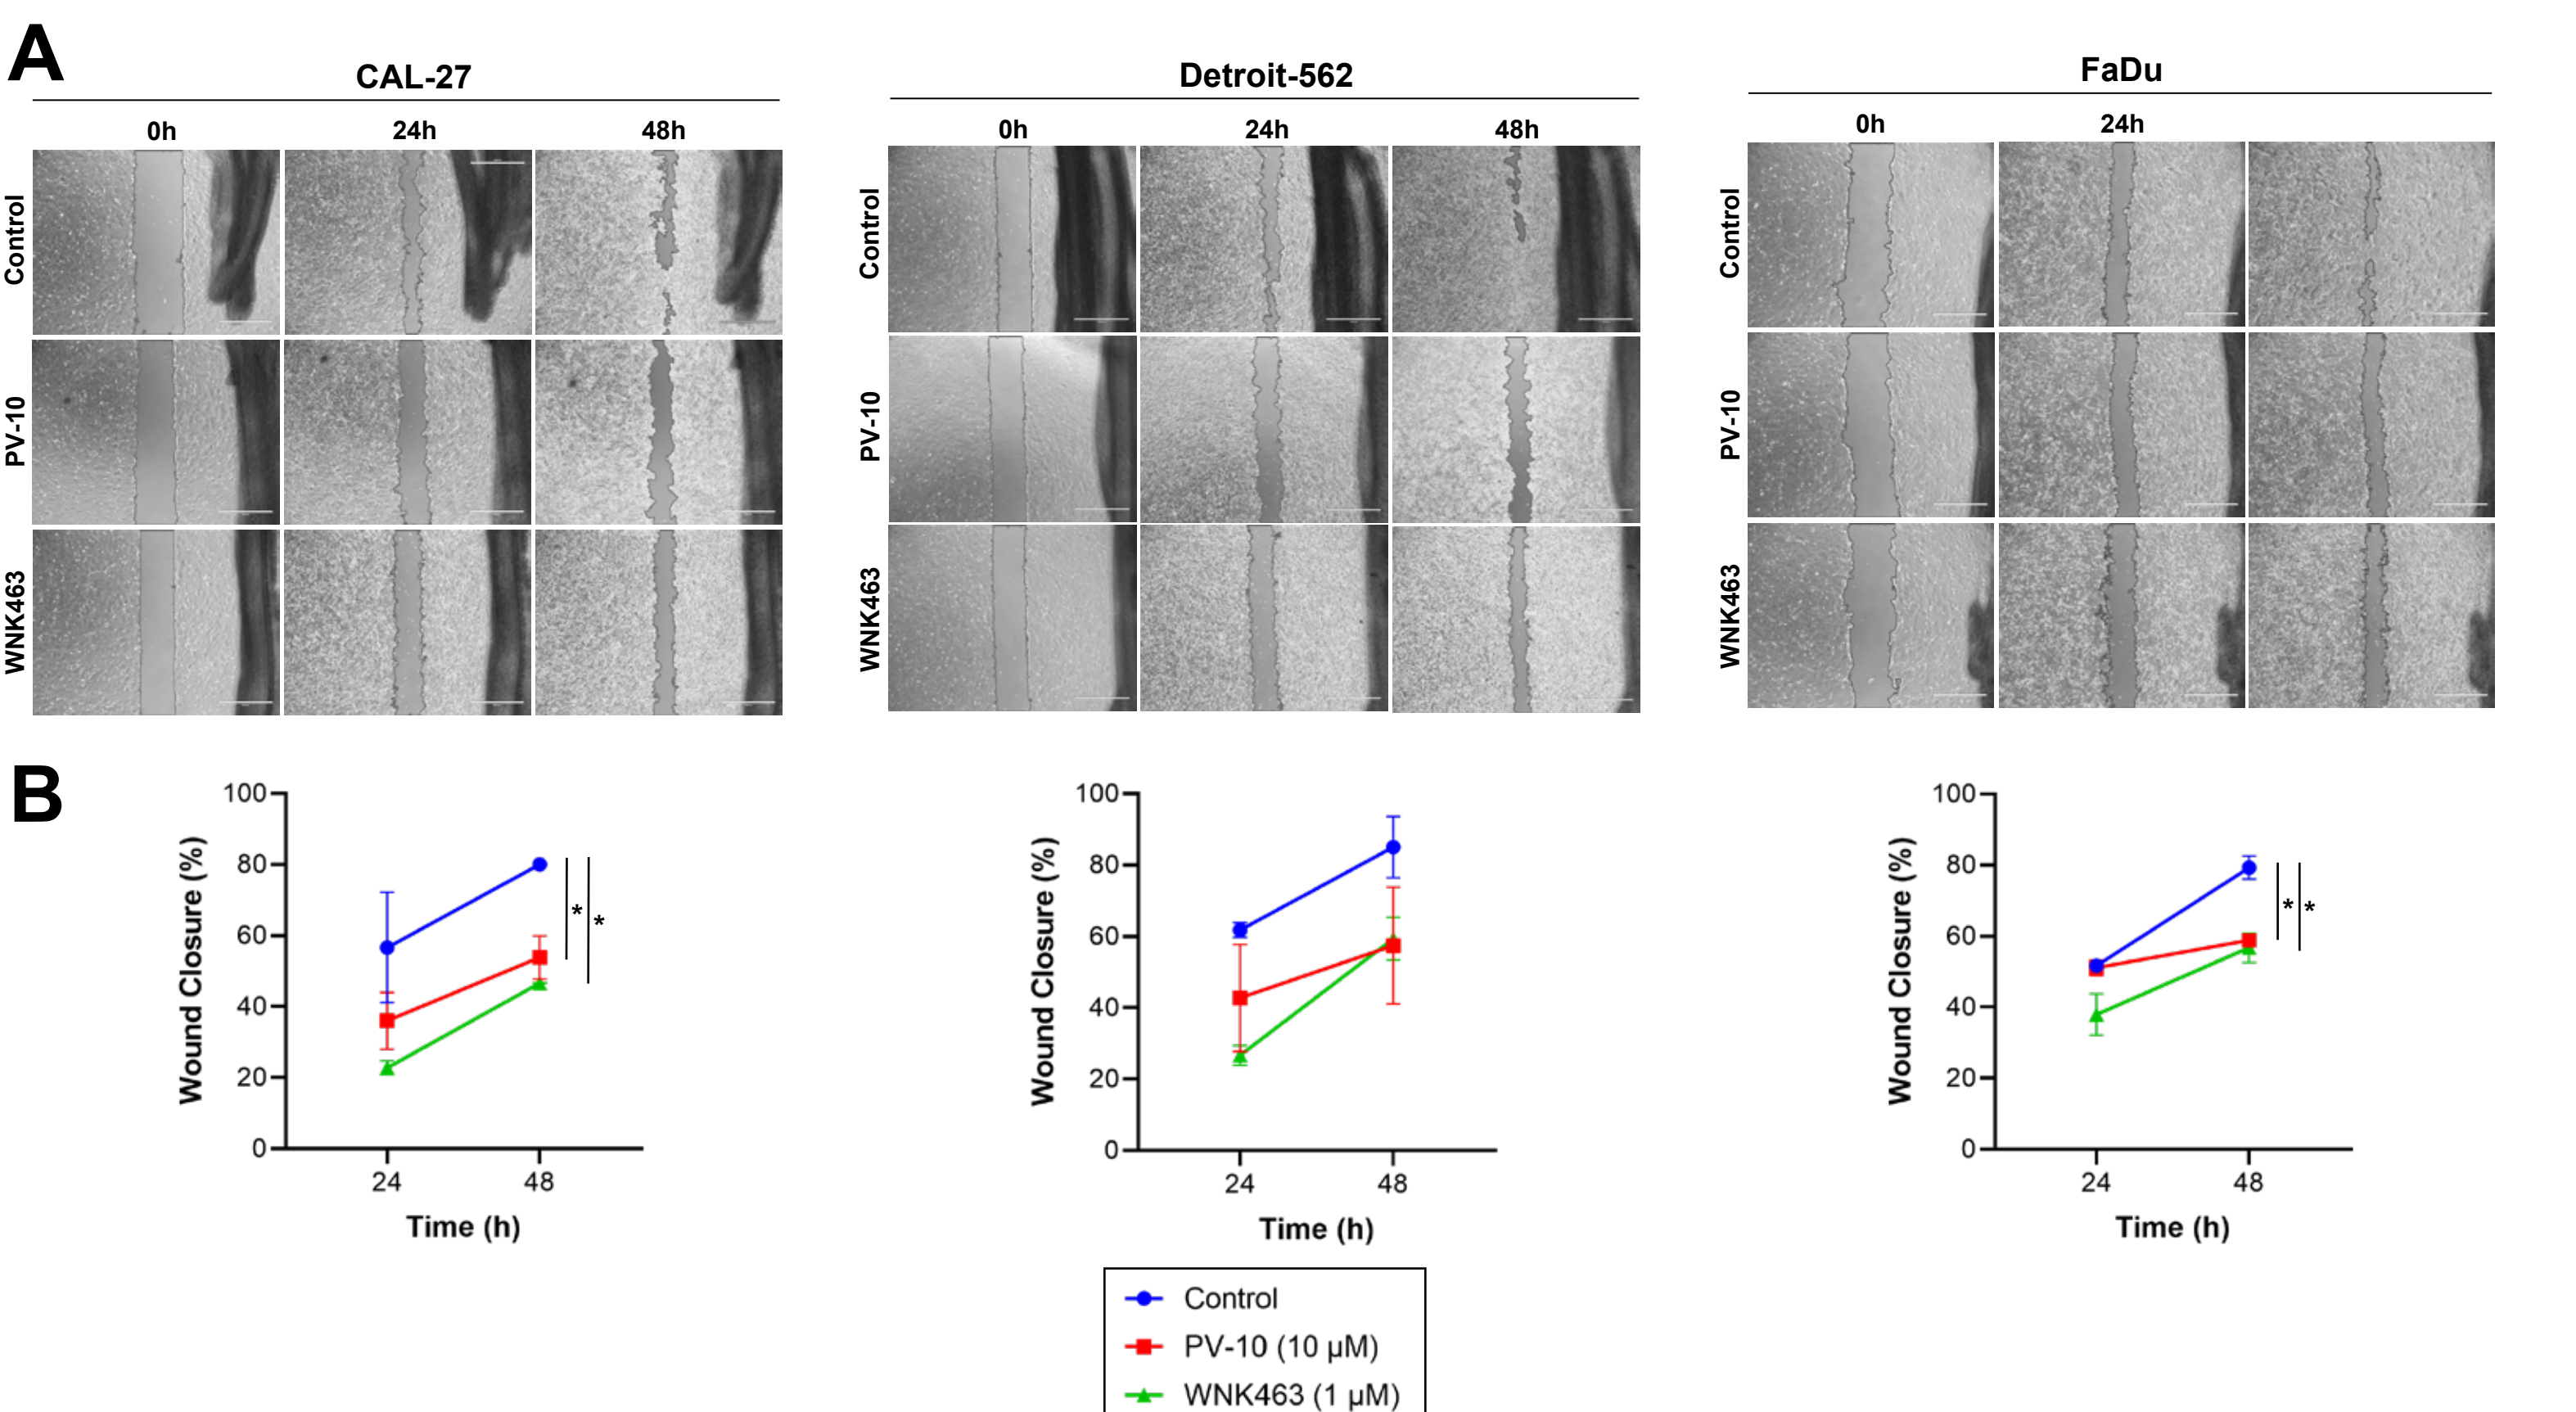 A
CAL-27
Detroit-562
FaDu
0h 24h 48h
0h 24h 48h
0h 24h
Control
Control
Control
PV-10
PV-10
PV-10
WNK463
WNK463
WNK463
B
Wound Closure (%)
100
80
60
40
20
0
24 48
Time (h)
*
*
Wound Closure (%)
100
80
60
40
20
0
24 48
Time (h)
Wound Closure (%)
100
80
60
40
20
0
24 48
Time (h)
* *
Control
PV-10 (10 µM)
WNK463 (1 µM)